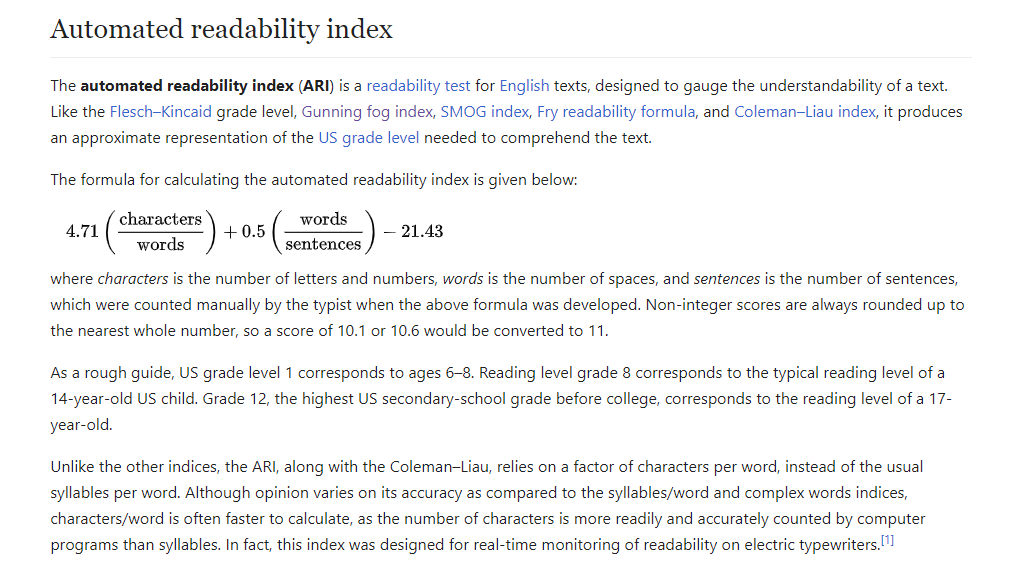 Automated readability index
The automated readability index (ARI) is a readability test for English texts, designed to gauge the understandability of a text.
Like the Flesch–Kincaid grade level, Gunning fog index, SMOG index, Fry readability formula, and Coleman–Liau index, it produces
an approximate representation of the US grade level needed to comprehend the text.
The formula for calculating the automated readability index is given below:
4.71 (characters/words) + 0.5 (words/sentences) − 21.43
where characters is the number of letters and numbers, words is the number of spaces, and sentences is the number of sentences,
which were counted manually by the typist when the above formula was developed. Non-integer scores are always rounded up to
the nearest whole number, so a score of 10.1 or 10.6 would be converted to 11.
As a rough guide, US grade level 1 corresponds to ages 6–8. Reading level grade 8 corresponds to the typical reading level of a
14-year-old US child. Grade 12, the highest US secondary-school grade before college, corresponds to the reading level of a 17-
year-old.
Unlike the other indices, the ARI, along with the Coleman–Liau, relies on a factor of characters per word, instead of the usual
syllables per word. Although opinion varies on its accuracy as compared to the syllables/word and complex words indices,
characters/word is often faster to calculate, as the number of characters is more readily and accurately counted by computer
programs than syllables. In fact, this index was designed for real-time monitoring of readability on electric typewriters.[1]